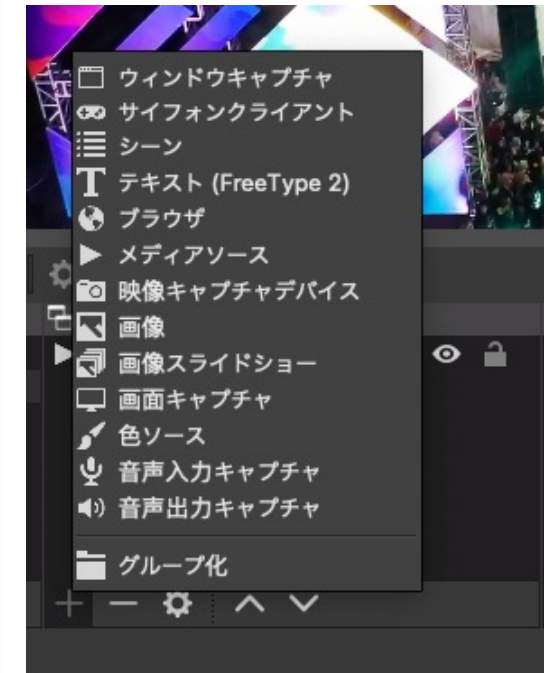 ウィンドウキャプチャ
サイフォンクライアント
シーン
テキスト (FreeType 2)
ブラウザ
メディアソース
映像キャプチャデバイス
画像
画像スライドショー
画面キャプチャ
色ソース
音声入力キャプチャ
音声出力キャプチャ
グループ化